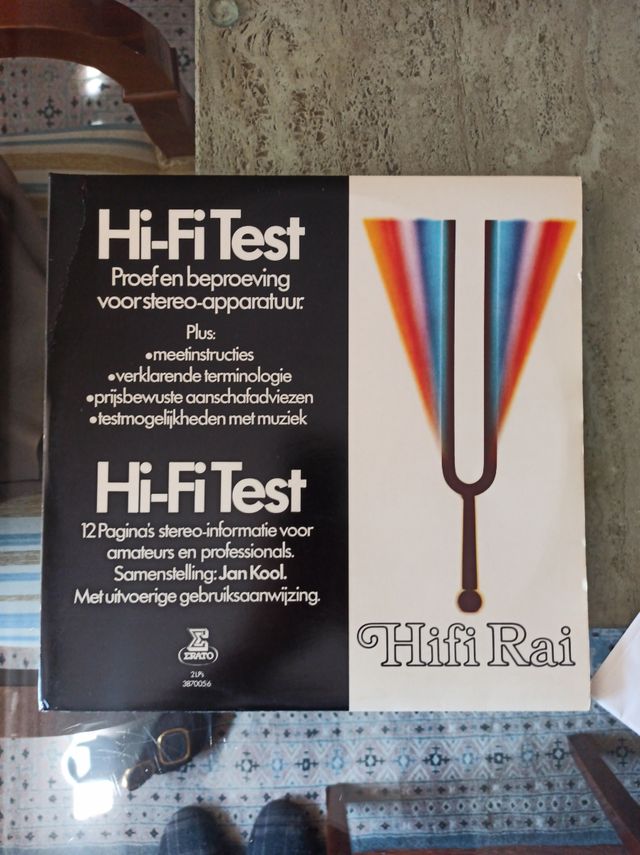 Hi-Fi Test
Proef en beproeving
voor stereo-apparatuur.
Plus:
•meetinstructies
•verklarende terminologie
•prijsbewuste aanschafadviezen
•testmogelijkheden met muziek
Hi-Fi Test
12 Pagina's stereo-informatie voor
amateurs en professionals.
Samenstelling: Jan Kool.
Met uitvoerige gebruiksaanwijzing.
ERATO
2LPs
3870056
Hifi Rai